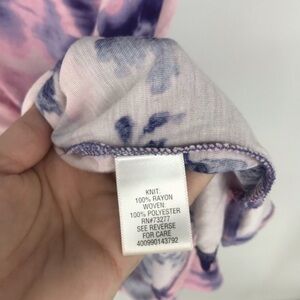 KNIT:
100% RAYON
WOVEN:
100% POLYESTER
RN#73277
SEE REVERSE
FOR CARE
400990143792